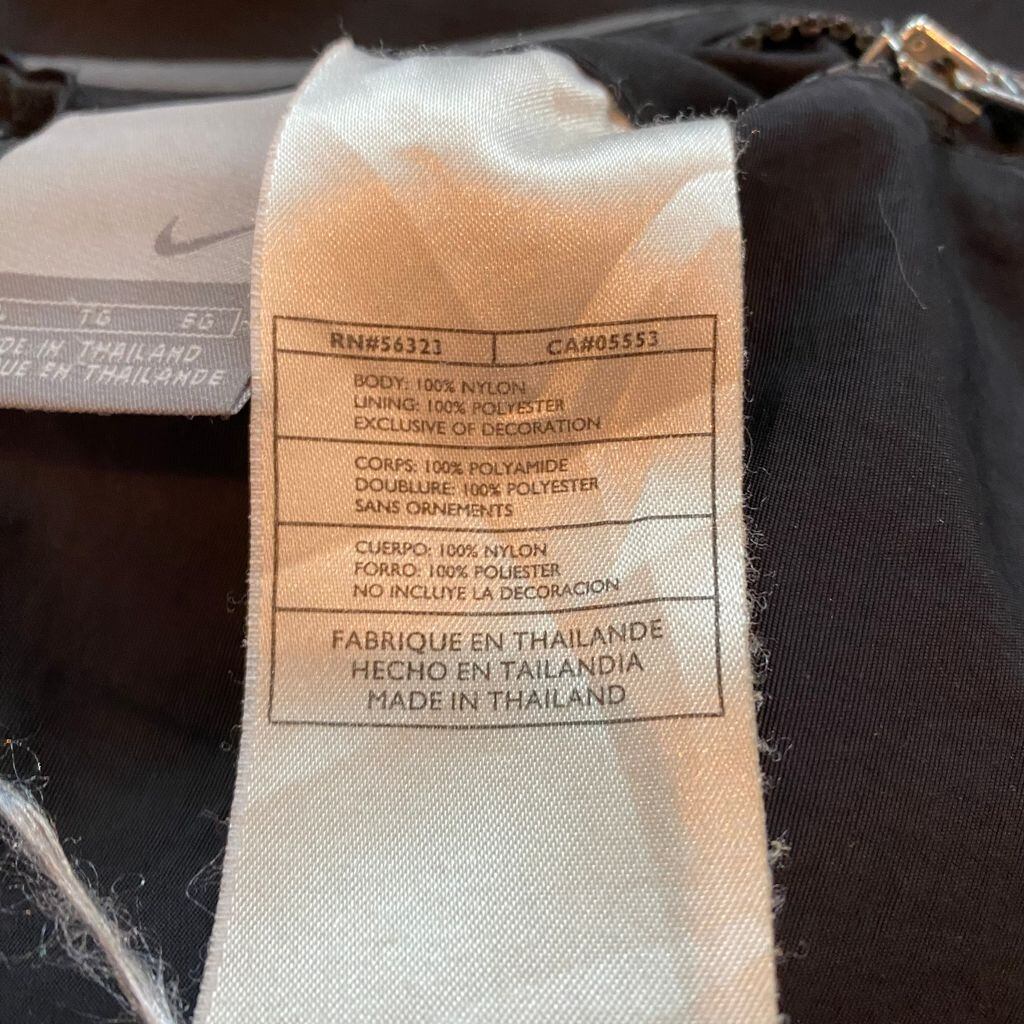 TG EG
IN THAILAND
EN THAILANDE
RN#56323 CA#05553
BODY: 100% NYLON
LINING: 100% POLYESTER
EXCLUSIVE OF DECORATION
CORPS: 100% POLYAMIDE
DOUBLURE: 100% POLYESTER
SANS ORNEMENTS
CUERPO: 100% NYLON
FORRO: 100% POLIESTER
NO INCLUYE LA DECORACION
FABRIQUE EN THAILANDE
HECHO EN TAILANDIA
MADE IN THAILAND